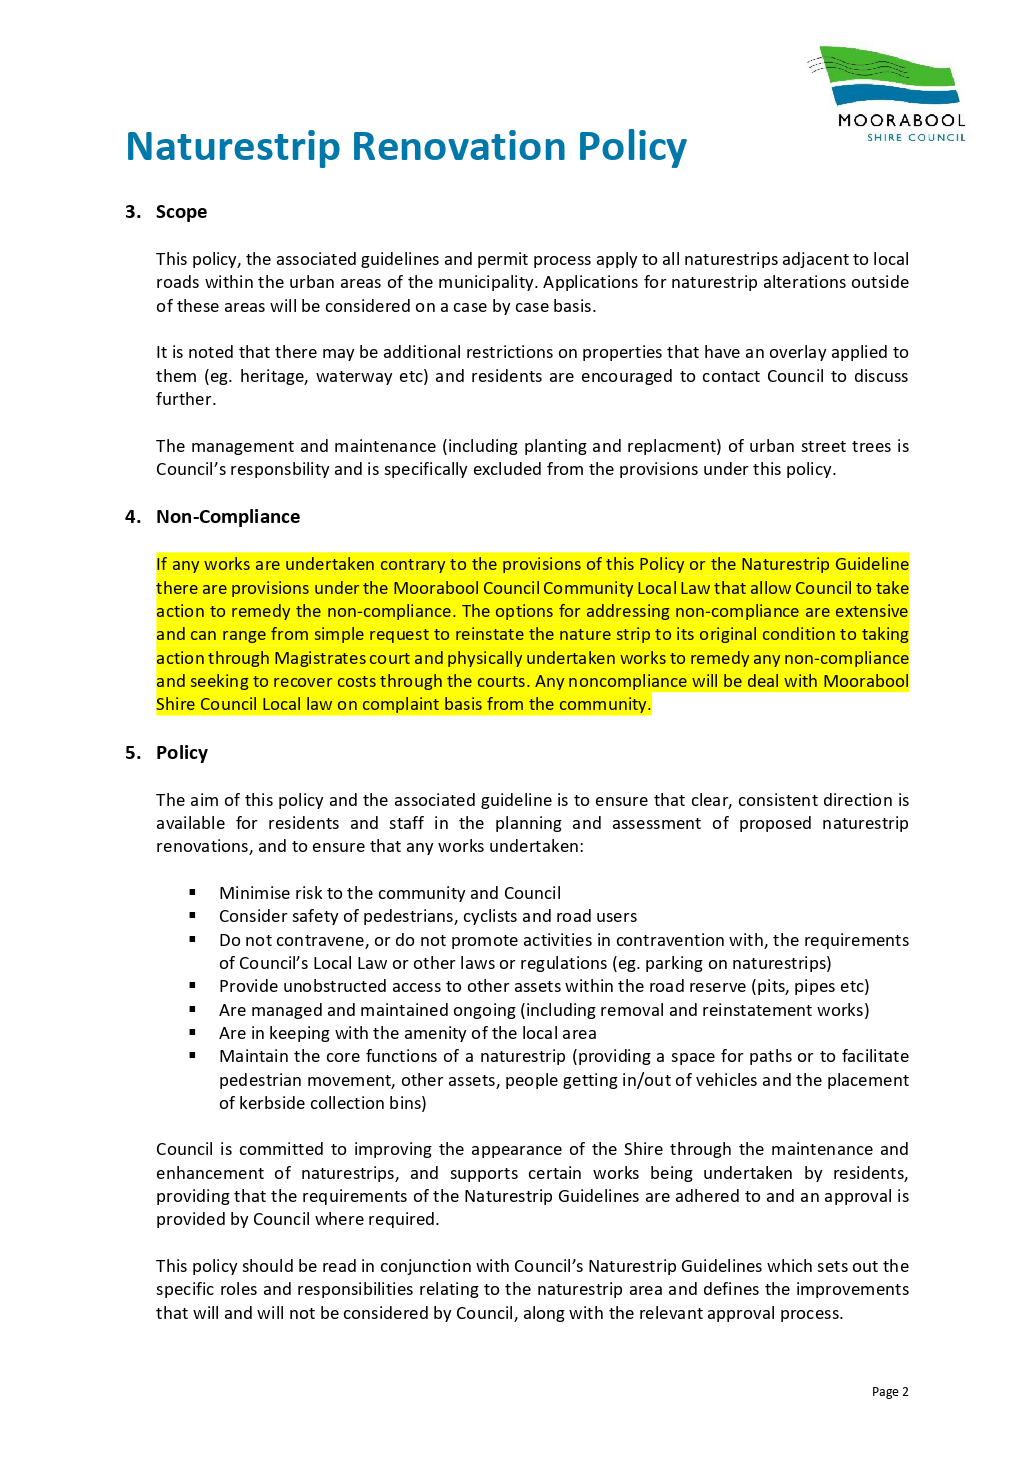 MOORABOOL
SHIRE COUNCIL
Naturestrip Renovation Policy
3. Scope
This policy, the associated guidelines and permit process apply to all naturestrips adjacent to local
roads within the urban areas of the municipality. Applications for naturestrip alterations outside
of these areas will be considered on a case by case basis.
It is noted that there may be additional restrictions on properties that have an overlay applied to
them (eg. heritage, waterway etc) and residents are encouraged to contact Council to discuss
further.
The management and maintenance (including planting and replacment) of urban street trees is
Council’s responsbility and is specifically excluded from the provisions under this policy.
4. Non-Compliance
If any works are undertaken contrary to the provisions of this Policy or the Naturestrip Guideline
there are provisions under the Moorabool Council Community Local Law that allow Council to take
action to remedy the non-compliance. The options for addressing non-compliance are extensive
and can range from simple request to reinstate the nature strip to its original condition to taking
action through Magistrates court and physically undertaken works to remedy any non-compliance
and seeking to recover costs through the courts. Any noncompliance will be deal with Moorabool
Shire Council Local law on complaint basis from the community.
5. Policy
The aim of this policy and the associated guideline is to ensure that clear, consistent direction is
available for residents and staff in the planning and assessment of proposed naturestrip
renovations, and to ensure that any works undertaken:
▪ Minimise risk to the community and Council
▪ Consider safety of pedestrians, cyclists and road users
▪ Do not contravene, or do not promote activities in contravention with, the requirements
of Council’s Local Law or other laws or regulations (eg. parking on naturestrips)
▪ Provide unobstructed access to other assets within the road reserve (pits, pipes etc)
▪ Are managed and maintained ongoing (including removal and reinstatement works)
▪ Are in keeping with the amenity of the local area
▪ Maintain the core functions of a naturestrip (providing a space for paths or to facilitate
pedestrian movement, other assets, people getting in/out of vehicles and the placement
of kerbside collection bins)
Council is committed to improving the appearance of the Shire through the maintenance and
enhancement of naturestrips, and supports certain works being undertaken by residents,
providing that the requirements of the Naturestrip Guidelines are adhered to and an approval is
provided by Council where required.
This policy should be read in conjunction with Council’s Naturestrip Guidelines which sets out the
specific roles and responsibilities relating to the naturestrip area and defines the improvements
that will and will not be considered by Council, along with the relevant approval process.
Page 2